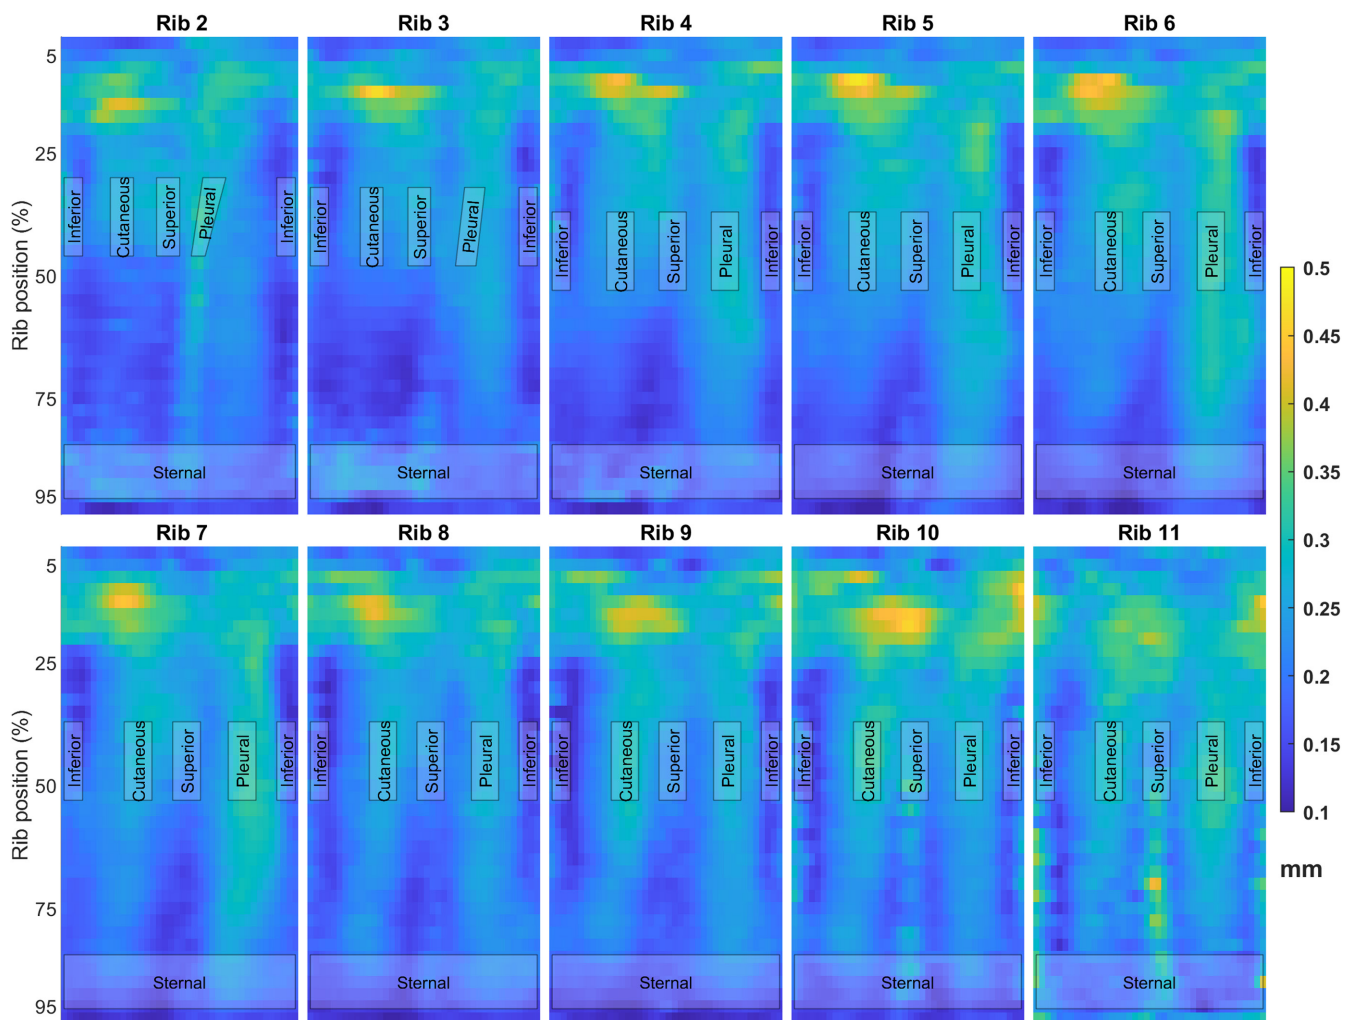 Rib 2
Rib 3
Rib 4
Rib 5
Rib 6
5
25
50
75
95
Rib position (%)
Inferior
Cutaneous
Superior
Pleural
Inferior
Sternal
Inferior
Cutaneous
Superior
Pleural
Inferior
Sternal
Inferior
Cutaneous
Superior
Pleural
Inferior
Sternal
Inferior
Cutaneous
Superior
Pleural
Inferior
Sternal
Inferior
Cutaneous
Superior
Pleural
Inferior
Sternal
Rib 7
Rib 8
Rib 9
Rib 10
Rib 11
5
25
50
75
95
Rib position (%)
Inferior
Cutaneous
Superior
Pleural
Inferior
Sternal
Inferior
Cutaneous
Superior
Pleural
Inferior
Sternal
Inferior
Cutaneous
Superior
Pleural
Inferior
Sternal
Inferior
Cutaneous
Superior
Pleural
Inferior
Sternal
Inferior
Cutaneous
Superior
Pleural
Inferior
Sternal
0.5
0.45
0.4
0.35
0.3
0.25
0.2
0.15
0.1
mm